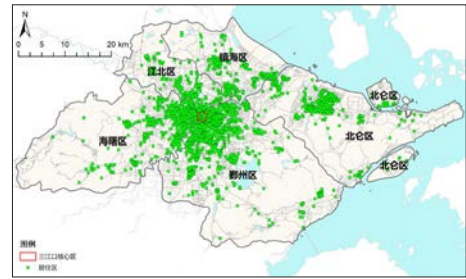 N
0 5 10 20 km
镇海区
江北区
北仑区
海曙区
北仑区
北仑区
鄞州区
图例
三江口核心区
居住区